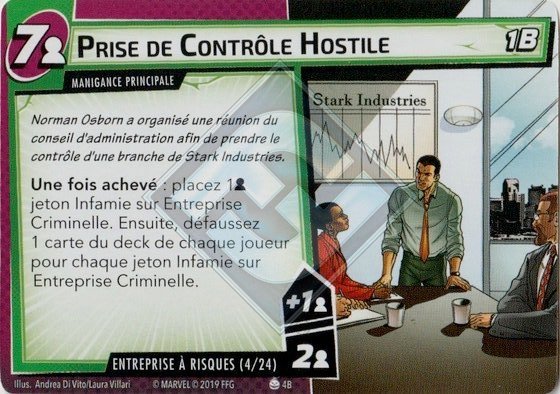 7
PRISE DE CONTRÔLE HOSTILE
1B
MANIGANCE PRINCIPALE
Stark Industries
Norman Osborn a organisé une réunion du
conseil d'administration afin de prendre le
contrôle d'une branche de Stark Industries.
Une fois achevé : placez 1
jeton Infamie sur Entreprise
Criminelle. Ensuite, défaussez
1 carte du deck de chaque joueur
pour chaque jeton Infamie sur
Entreprise Criminelle.
+1
2
ENTREPRISE À RISQUES (4/24)
Illus. Andrea Di Vito/Laura Villari © MARVEL © 2019 FFG 4B